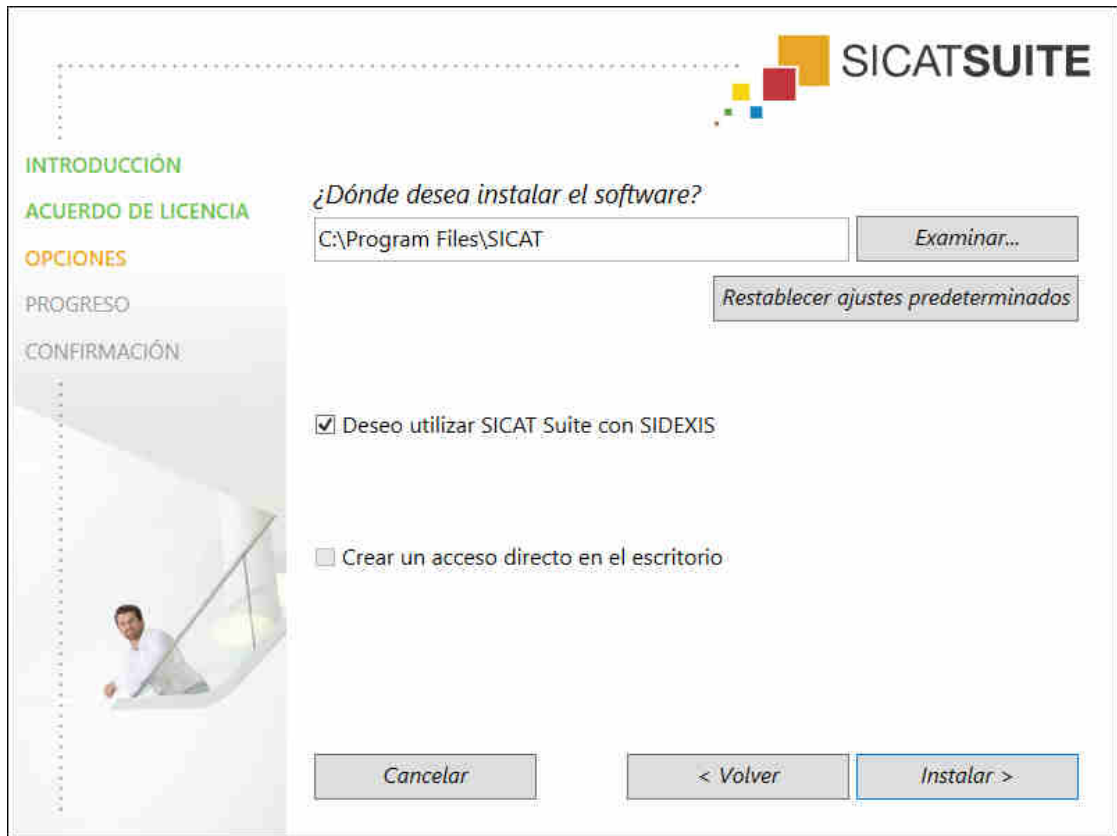 SICATSUITE
INTRODUCCIÓN
ACUERDO DE LICENCIA
OPCIONES
PROGRESO
CONFIRMACIÓN
¿Dónde desea instalar el software?
C:\Program Files\SICAT
Examinar...
Restablecer ajustes predeterminados
Deseo utilizar SICAT Suite con SIDEXIS
Crear un acceso directo en el escritorio
Cancelar
< Volver
Instalar >